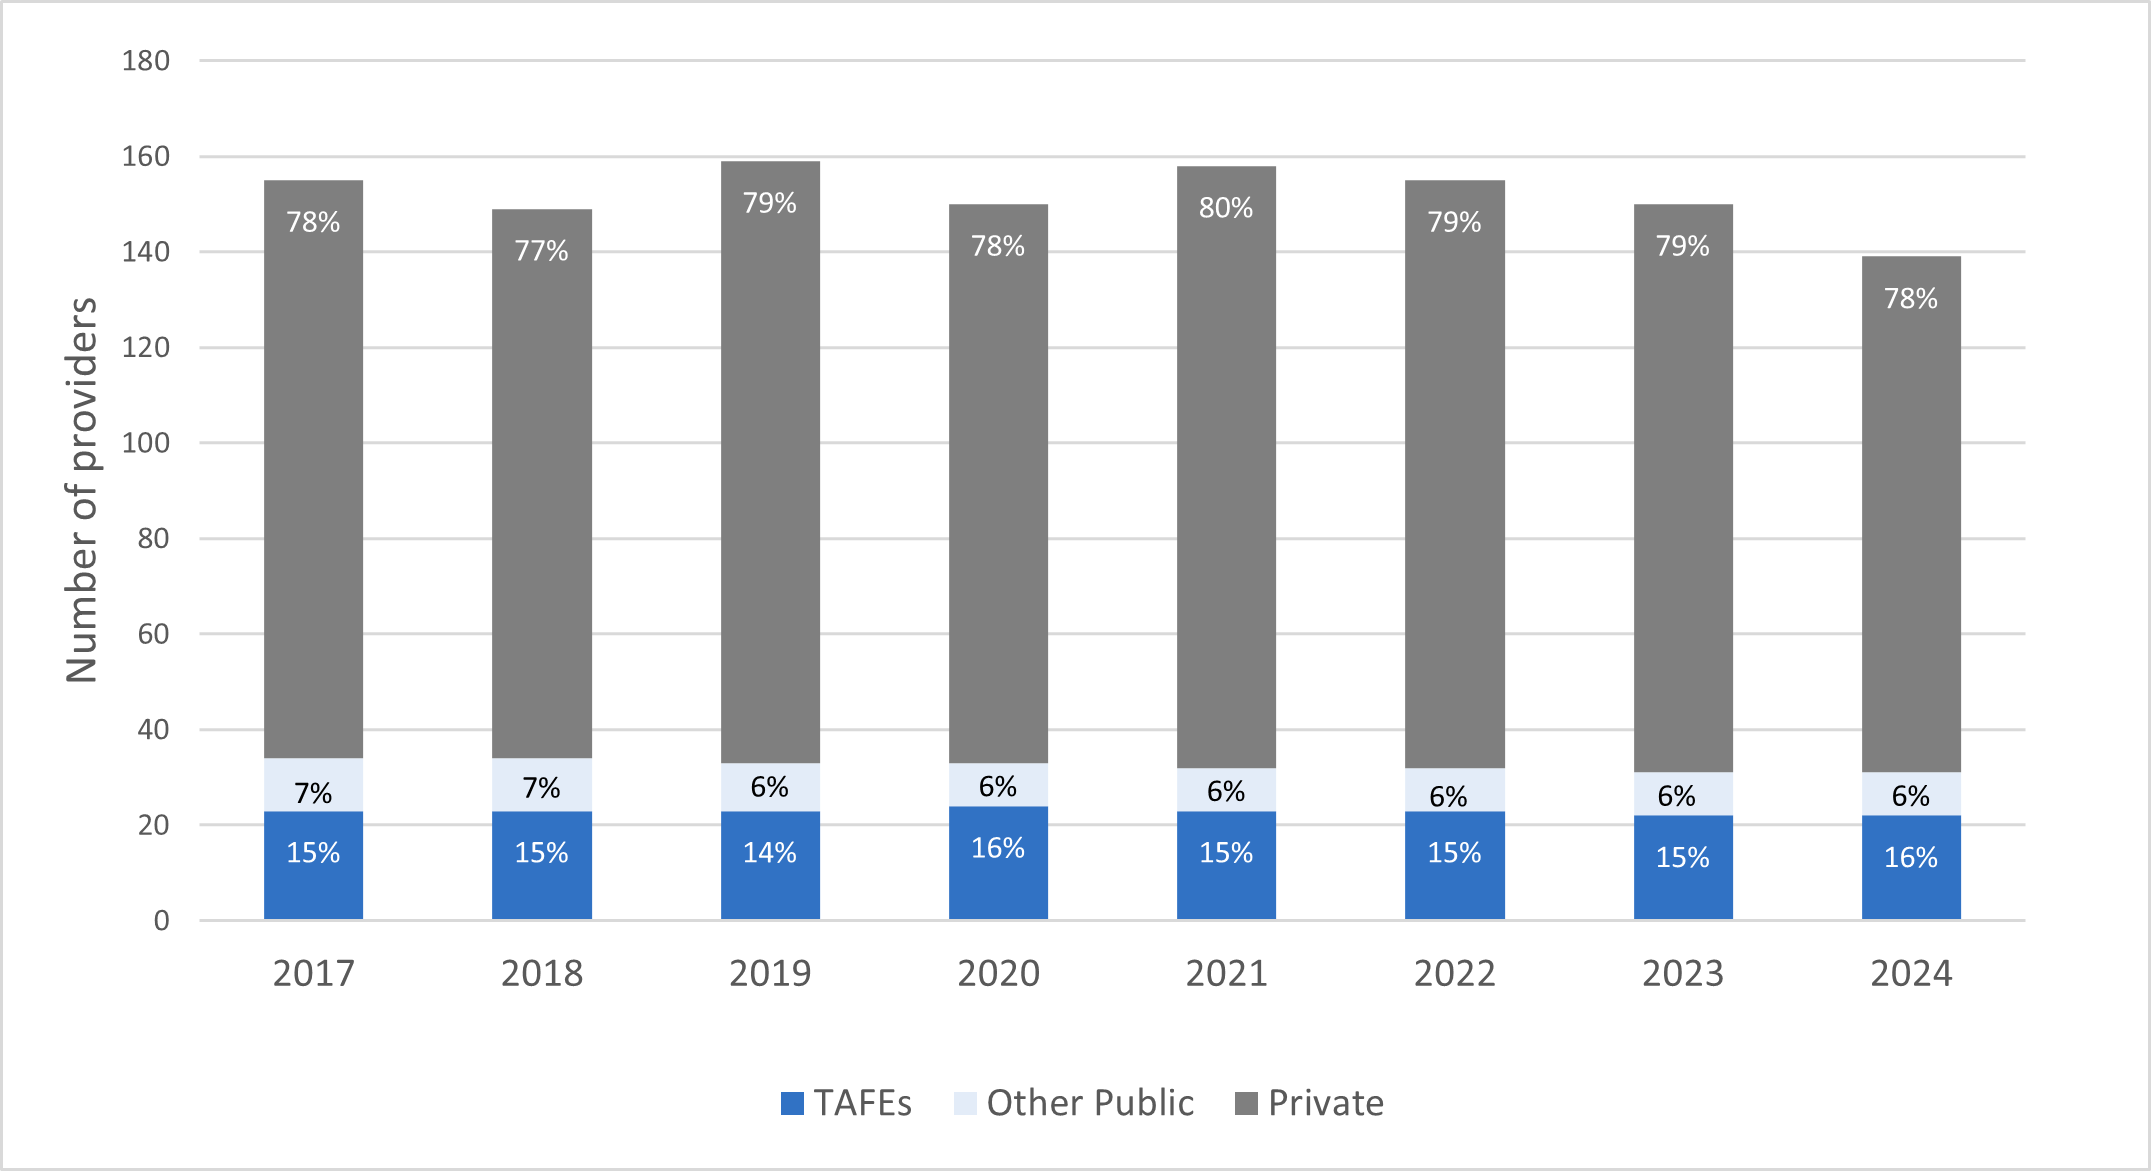 180
160
140
120
100
80
60
40
20
0
Number of providers
78% 77% 79% 78% 80% 79% 79% 78%
7% 7% 6% 6% 6% 6% 6% 6%
15% 15% 14% 16% 15% 15% 15% 16%
2017 2018 2019 2020 2021 2022 2023 2024
TAFEs Other Public Private